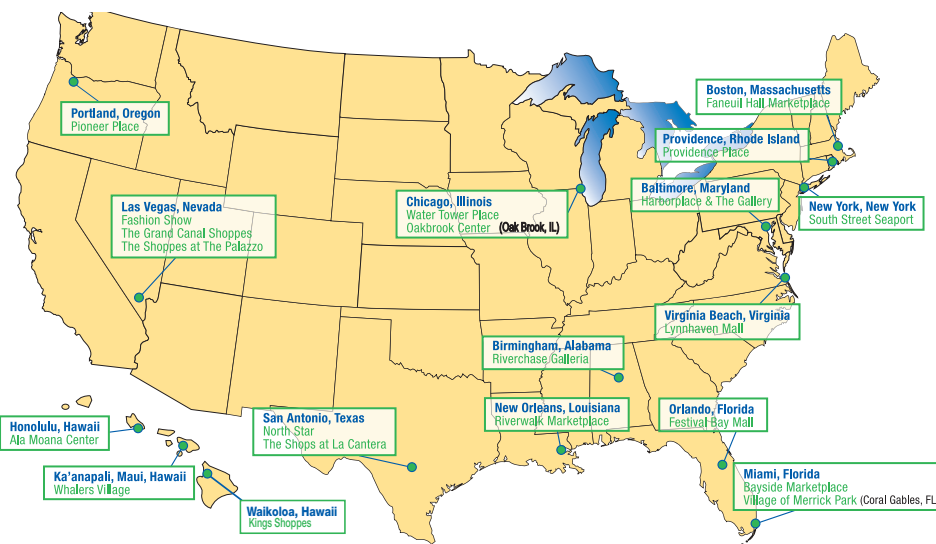 Boston, Massachusetts
Faneuil Hall Marketplace
Portland, Oregon
Pioneer Place
Providence, Rhode Island
Providence Place
Baltimore, Maryland
Harborplace & The Gallery
Las Vegas, Nevada
Fashion Show
The Grand Canal Shoppes
The Shoppes at The Palazzo
Chicago, Illinois
Water Tower Place
Oakbrook Center (Oak Brook, IL)
New York, New York
South Street Seaport
Virginia Beach, Virginia
Lynnhaven Mall
Birmingham, Alabama
Riverchase Galleria
Honolulu, Hawaii
Ala Moana Center
San Antonio, Texas
North Star
The Shops at La Cantera
New Orleans, Louisiana
Riverwalk Marketplace
Orlando, Florida
Festival Bay Mall
Ka'anapali, Maui, Hawaii
Whalers Village
Miami, Florida
Bayside Marketplace
Village of Merrick Park (Coral Gables, FL
Waikoloa, Hawaii
Kings Shoppes